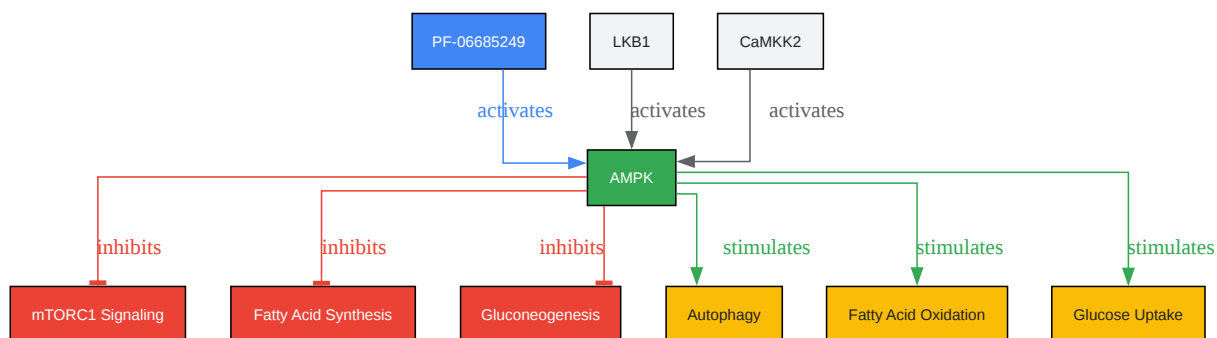 PF-06685249
LKB1
CaMKK2
activates
activates
activates
AMPK
inhibits
inhibits
inhibits
stimulates
stimulates
stimulates
mTORC1 Signaling
Fatty Acid Synthesis
Gluconeogenesis
Autophagy
Fatty Acid Oxidation
Glucose Uptake